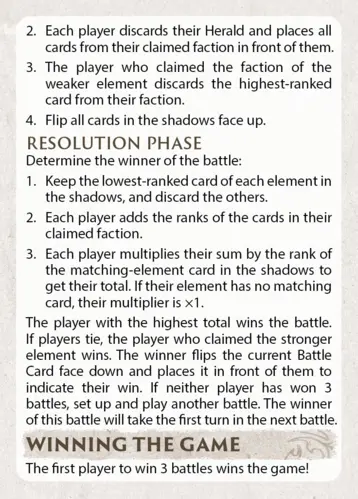 2. Each player discards their Herald and places all
cards from their claimed faction in front of them.
3. The player who claimed the faction of the
weaker element discards the highest-ranked
card from their faction.
4. Flip all cards in the shadows face up.
RESOLUTION PHASE
Determine the winner of the battle:
1. Keep the lowest-ranked card of each element in
the shadows, and discard the others.
2. Each player adds the ranks of the cards in their
claimed faction.
3. Each player multiplies their sum by the rank of
the matching-element card in the shadows to
get their total. If their element has no matching
card, their multiplier is ×1.
The player with the highest total wins the battle.
If players tie, the player who claimed the stronger
element wins. The winner flips the current Battle
Card face down and places it in front of them to
indicate their win. If neither player has won 3
battles, set up and play another battle. The winner
of this battle will take the first turn in the next battle.
WINNING THE GAME
The first player to win 3 battles wins the game!